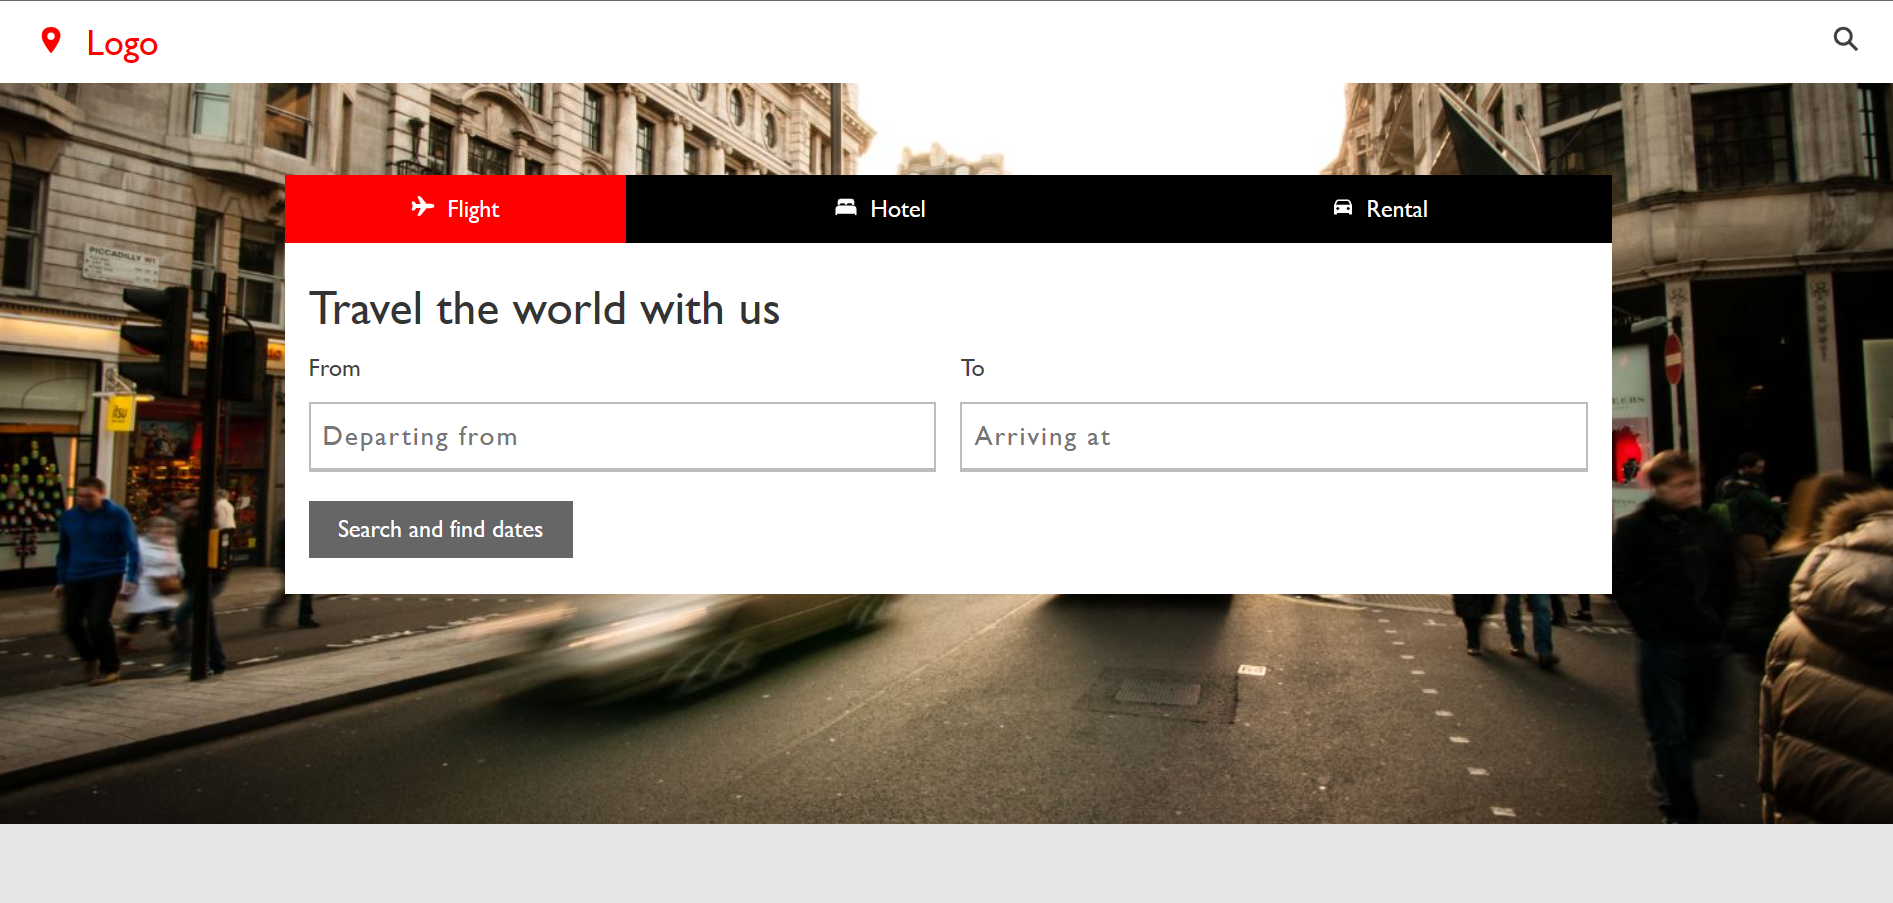 Logo
Flight
Hotel
Rental
PICCADILLY W1
Travel the world with us
From
To
Departing from
Arriving at
itsu
Search and find dates